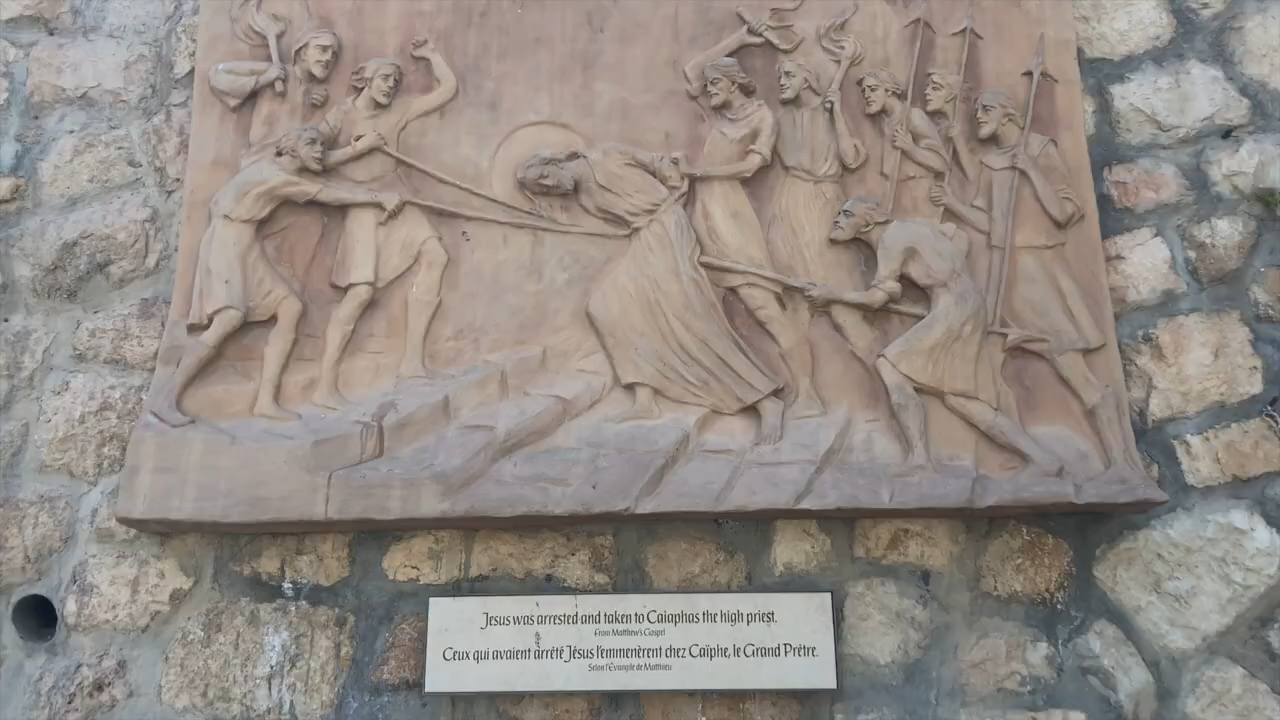 Jesus was arrested and taken to Caiaphas the high priest.
From Matthew's Gospel
Ceux qui avaient arrêté Jésus l'emmenèrent chez Caïphe, le Grand Prêtre.
Selon l'Évangile de Matthieu